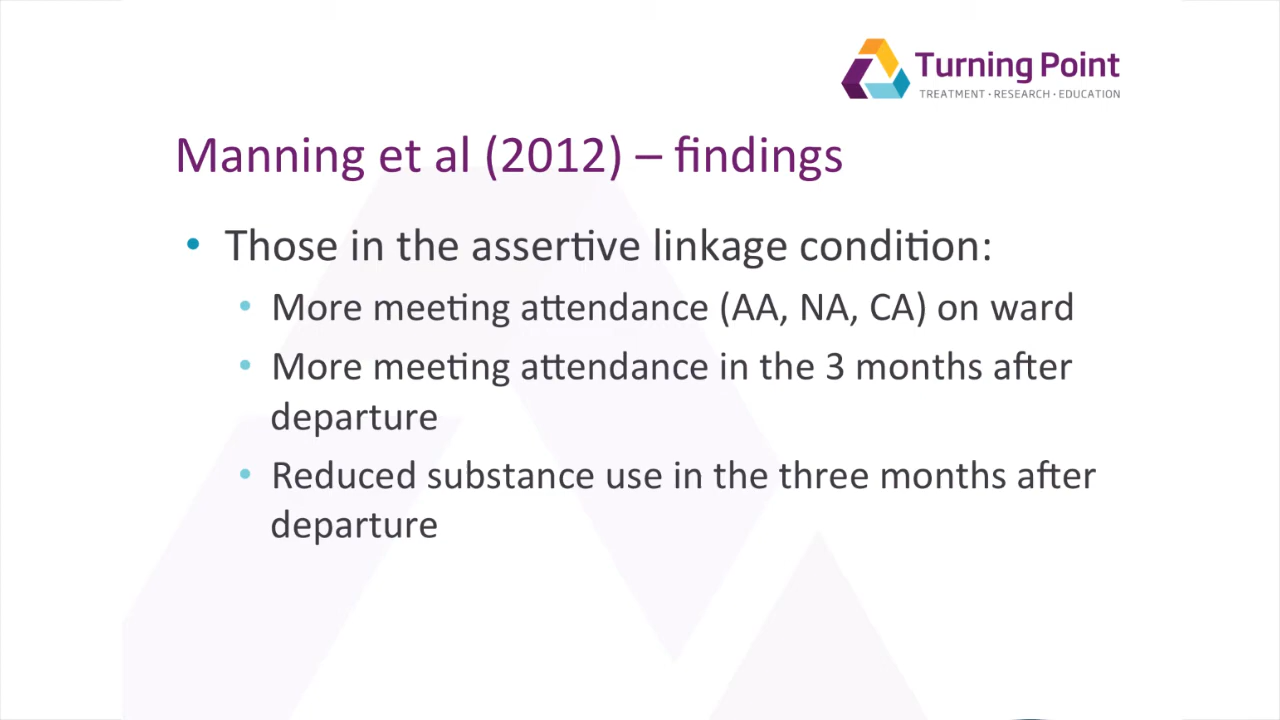 Turning Point
TREATMENT · RESEARCH · EDUCATION
Manning et al (2012) – findings
• Those in the assertive linkage condition:
• More meeting attendance (AA, NA, CA) on ward
• More meeting attendance in the 3 months after
departure
• Reduced substance use in the three months after
departure